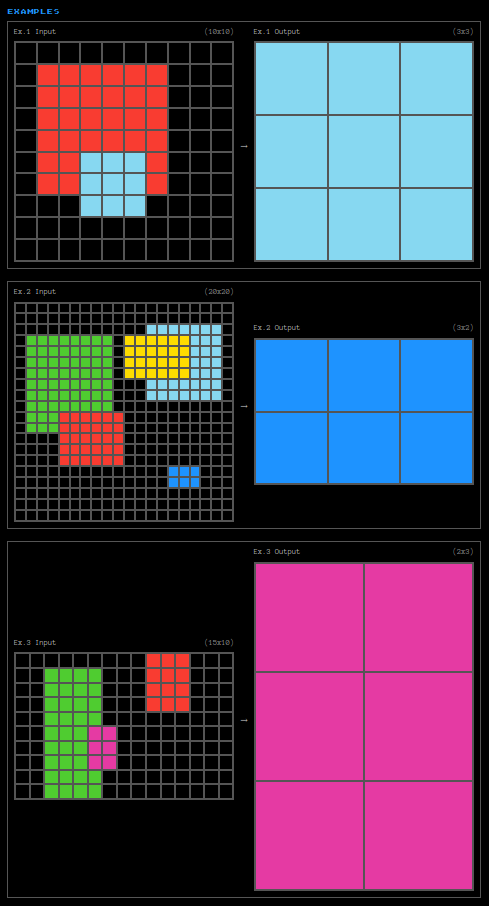 EXAMPLES
Ex.1 Input (10x10)
Ex.1 Output (3x3)
→
Ex.2 Input (20x20)
Ex.2 Output (3x2)
→
Ex.3 Output (2x3)
Ex.3 Input (15x10)
→